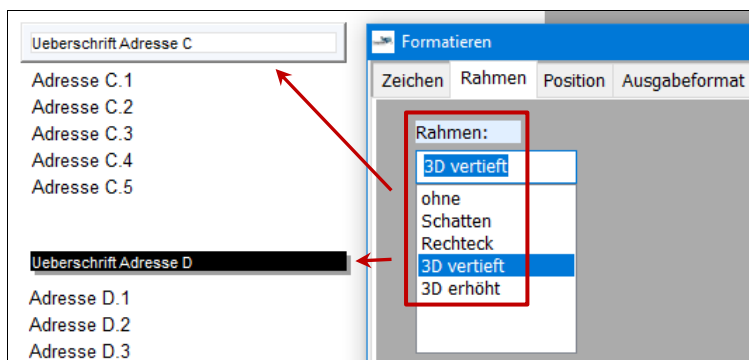 Ueberschrift Adresse C
Adresse C.1
Adresse C.2
Adresse C.3
Adresse C.4
Adresse C.5
Ueberschrift Adresse D
Adresse D.1
Adresse D.2
Adresse D.3
Formatieren
Zeichen Rahmen Position Ausgabeformat
Rahmen:
3D vertieft
ohne
Schatten
Rechteck
3D vertieft
3D erhöht